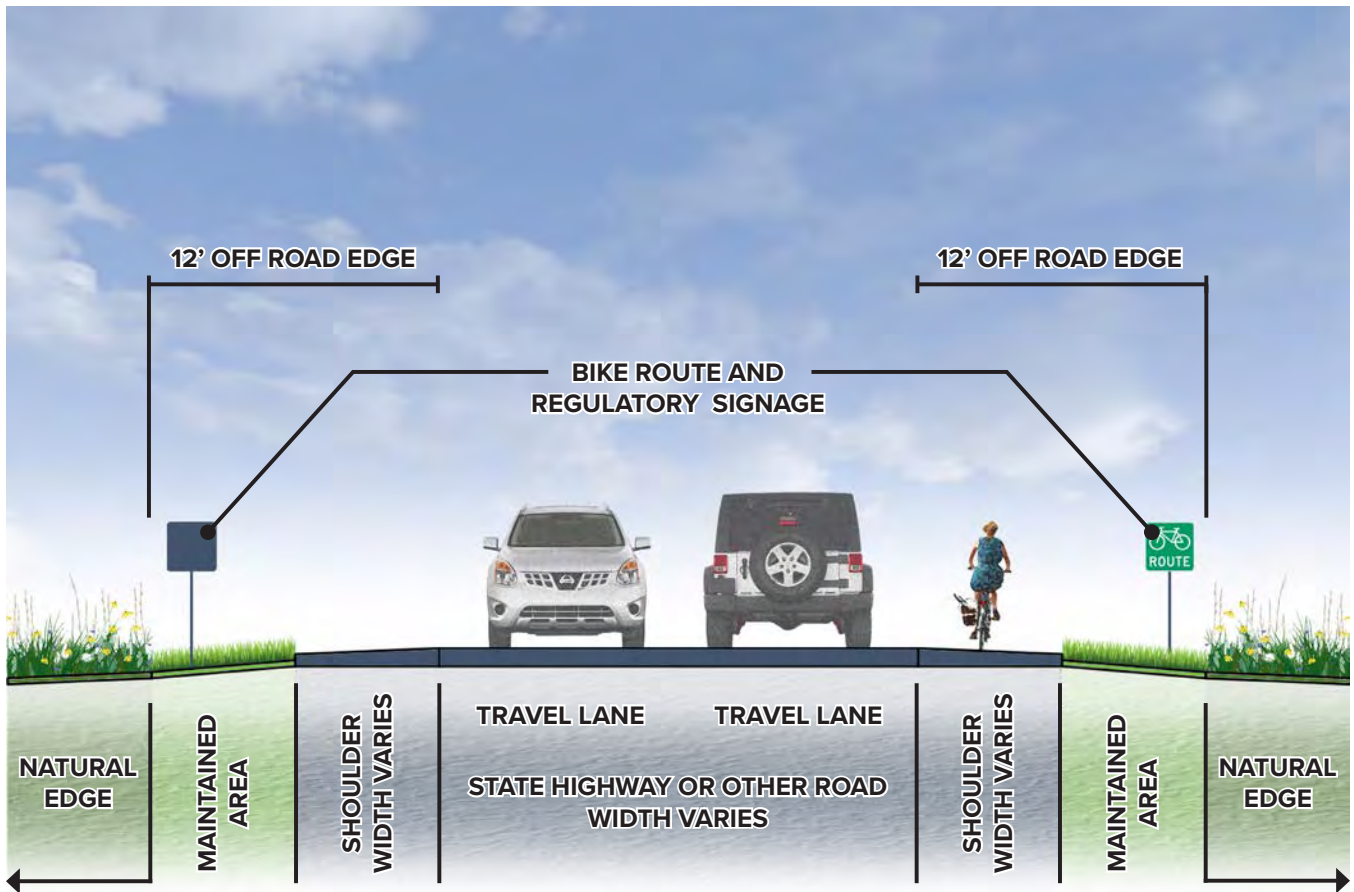 12’ OFF ROAD EDGE
12’ OFF ROAD EDGE
BIKE ROUTE AND
REGULATORY SIGNAGE
ROUTE
NATURAL
EDGE
MAINTAINED
AREA
SHOULDER
WIDTH VARIES
TRAVEL LANE
TRAVEL LANE
STATE HIGHWAY OR OTHER ROAD
WIDTH VARIES
SHOULDER
WIDTH VARIES
MAINTAINED
AREA
NATURAL
EDGE